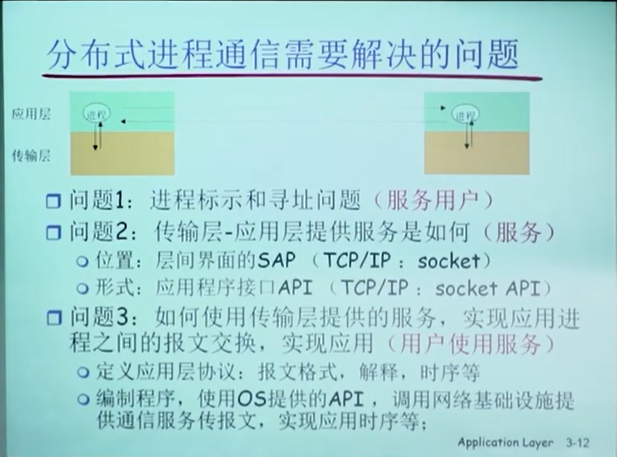 分布式进程通信需要解决的问题
应用层
进程
进程
传输层
问题1：进程标示和寻址问题（服务用户）
问题2：传输层-应用层提供服务是如何（服务）
位置：层间界面的SAP （TCP/IP ：socket）
形式：应用程序接口API （TCP/IP ：socket API）
问题3：如何使用传输层提供的服务，实现应用进
程之间的报文交换，实现应用（用户使用服务）
定义应用层协议：报文格式，解释，时序等
编制程序，使用OS提供的API ，调用网络基础设施提
供通信服务传报文，实现应用时序等；
Application Layer 3-12